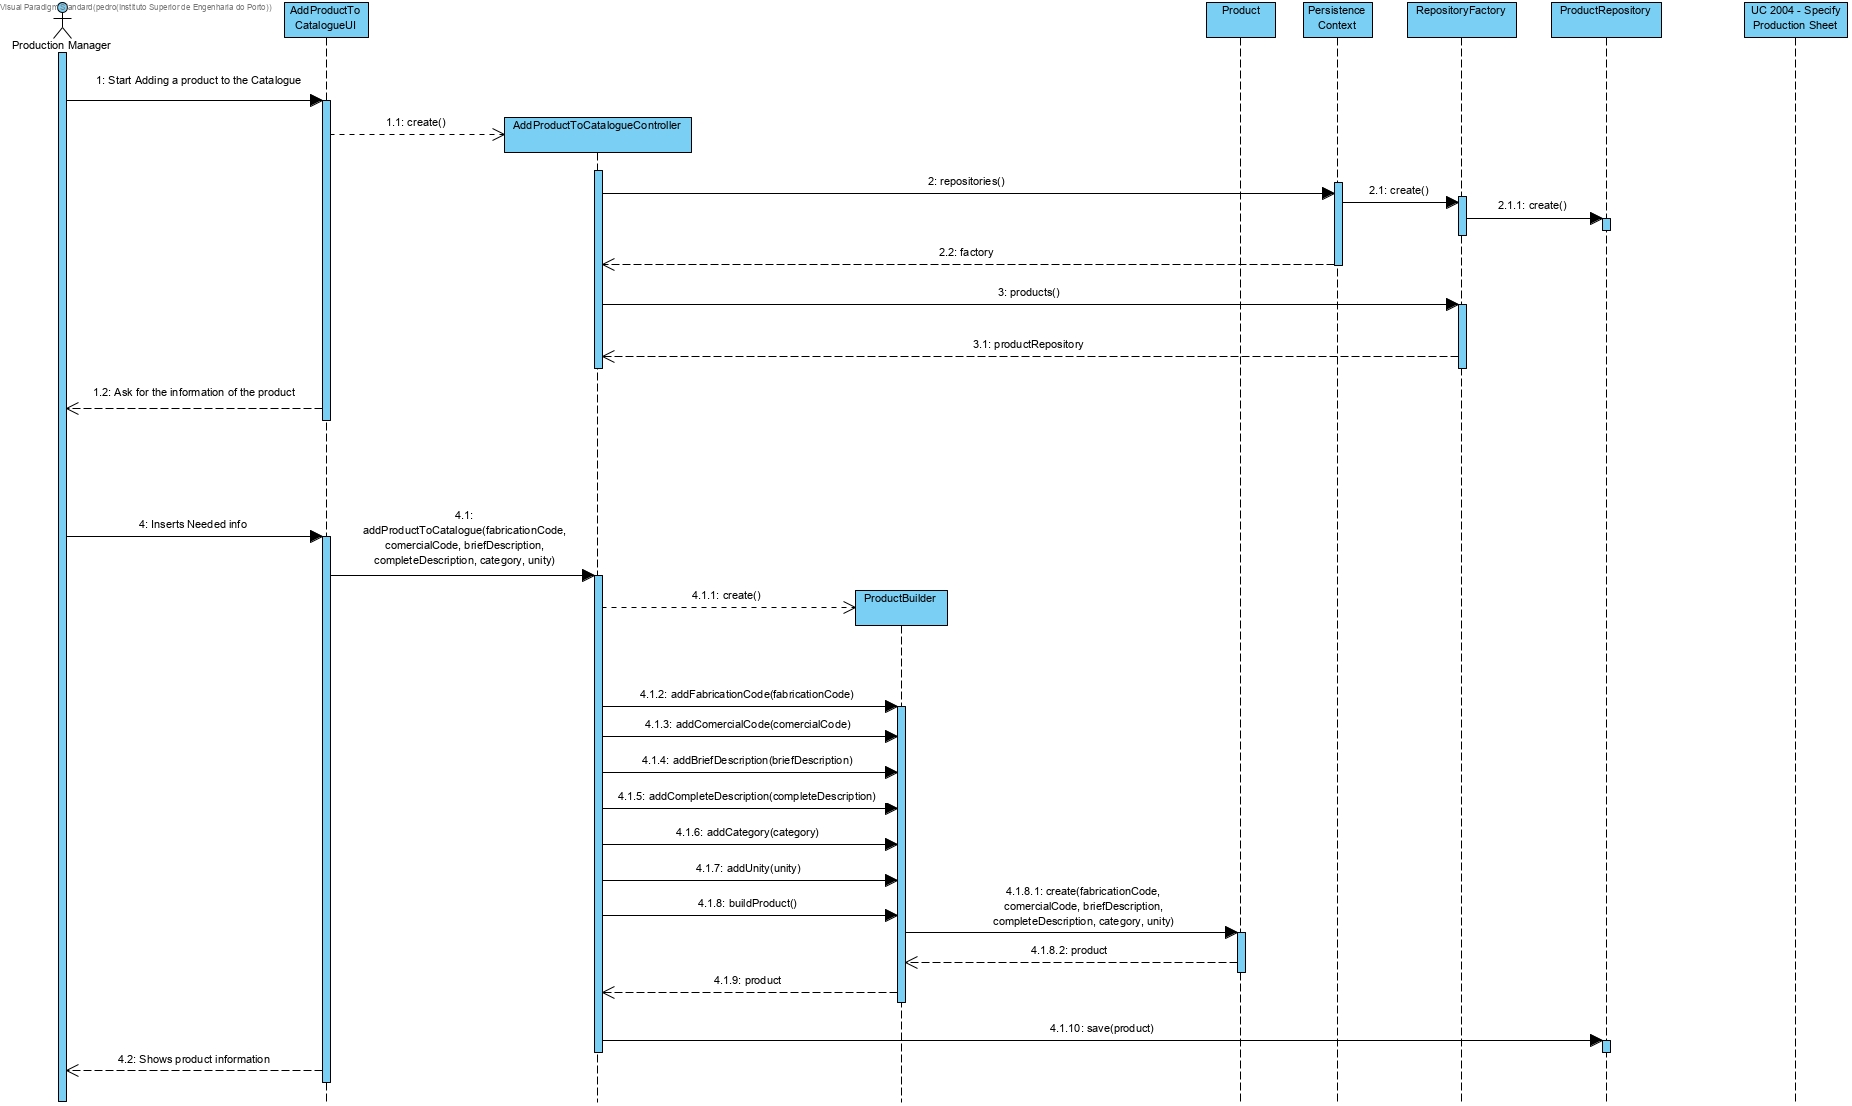 Visual Paradigm Standard(pedro(Instituto Superior de Engenharia do Porto))
Production Manager
AddProductTo
CatalogueUI
Product
Persistence
Context
RepositoryFactory
ProductRepository
UC 2004 - Specify
Production Sheet
1: Start Adding a product to the Catalogue
1.1: create()
AddProductToCatalogueController
2: repositories()
2.1: create()
2.1.1: create()
2.2: factory
3: products()
3.1: productRepository
1.2: Ask for the information of the product
4: Inserts Needed info
4.1:
addProductToCatalogue(fabricationCode,
comercialCode, briefDescription,
completeDescription, category, unity)
4.1.1: create()
ProductBuilder
4.1.2: addFabricationCode(fabricationCode)
4.1.3: addComercialCode(comercialCode)
4.1.4: addBriefDescription(briefDescription)
4.1.5: addCompleteDescription(completeDescription)
4.1.6: addCategory(category)
4.1.7: addUnity(unity)
4.1.8: buildProduct()
4.1.8.1: create(fabricationCode,
comercialCode, briefDescription,
completeDescription, category, unity)
4.1.8.2: product
4.1.9: product
4.1.10: save(product)
4.2: Shows product information